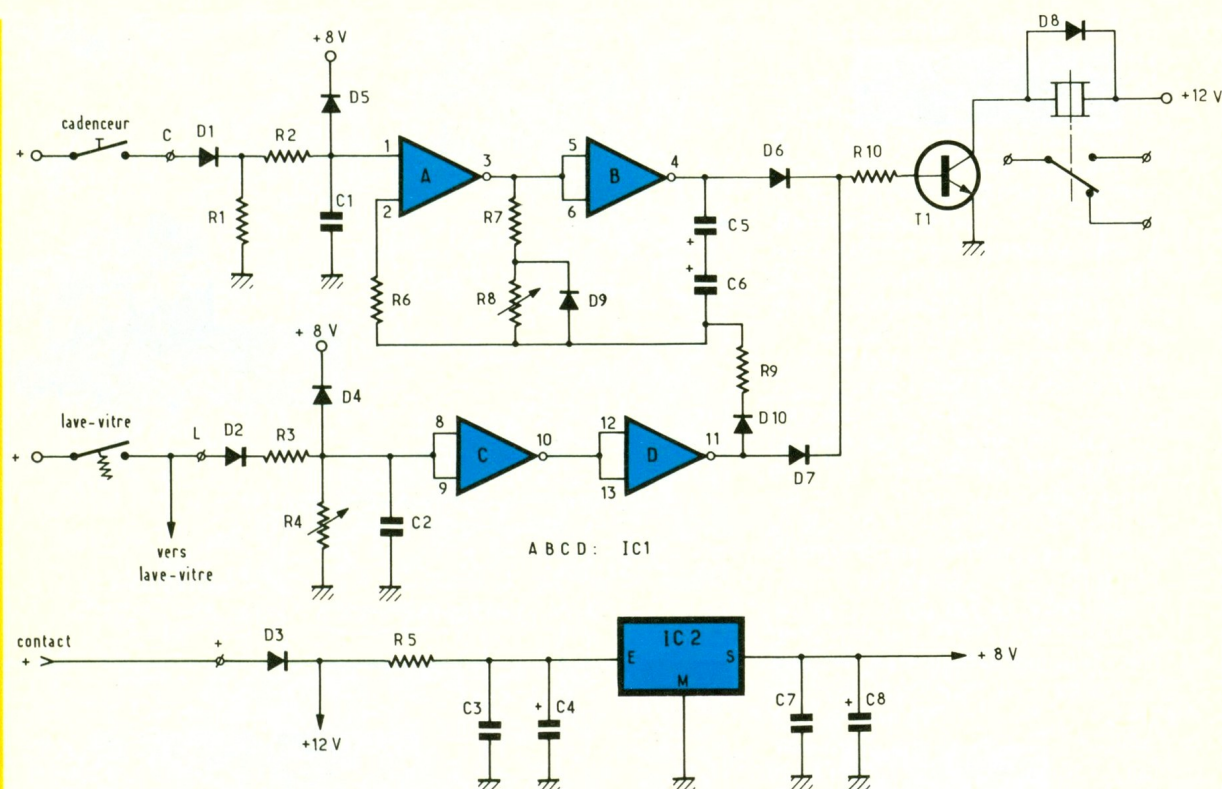 + 8 V
D5
cadenceur
+
C
D1
R2
R1
C1
1
2
A
3
5
6
B
4
R6
R7
R8
D9
C5
+
+
C6
D6
R10
T1
D8
+12 V
+ 8 V
D4
lave-vitre
+
L
D2
R3
R4
C2
vers
lave-vitre
8
9
C
10
12
13
D
11
R9
D10
D7
A B C D : IC1
contact
+
+
D3
+12 V
R5
C3
+
C4
IC 2
E
S
M
C7
+
C8
+ 8 V